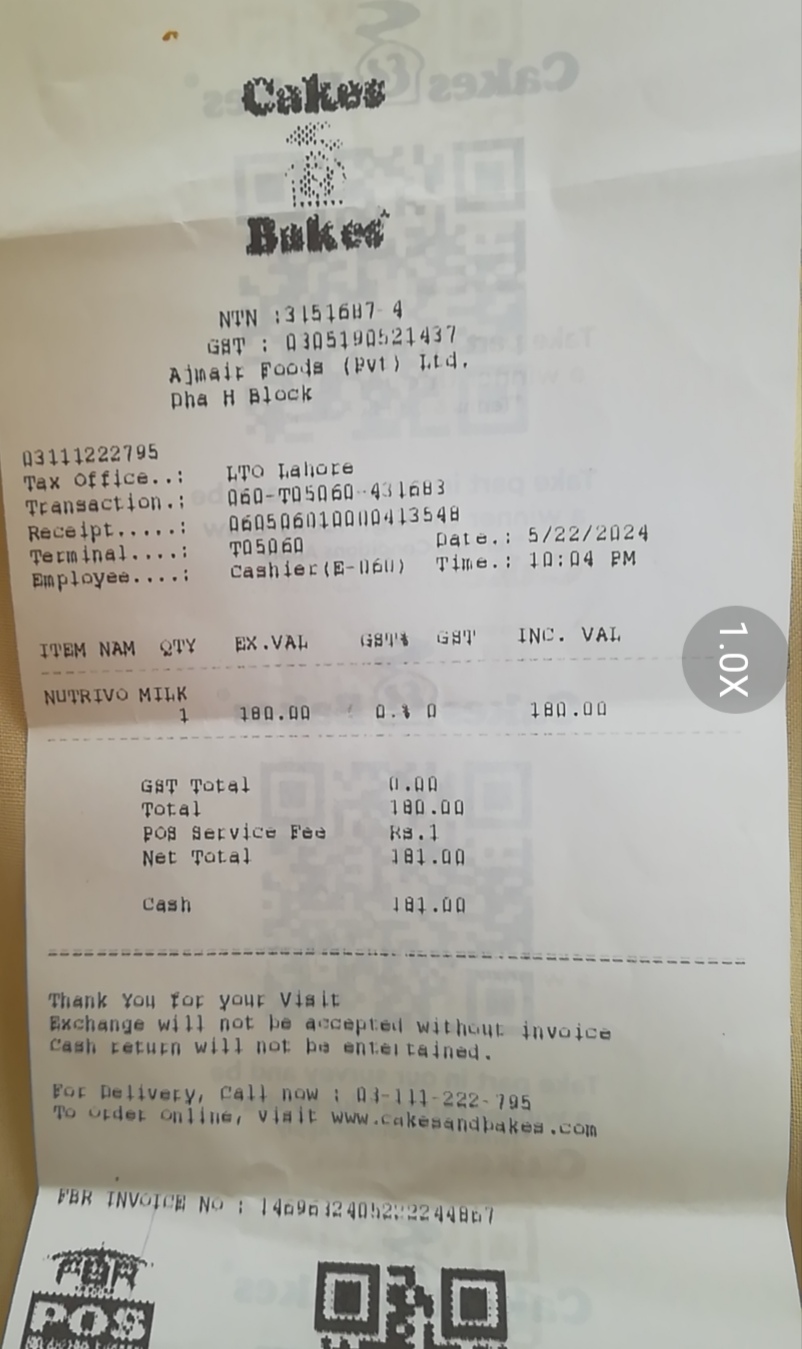 Cakes
Bakes
NTN :3151687-4
GST : 0305190521437
Ajmair Foods (Pvt) Ltd.
Dha H Block
03111222795
Tax Office..: LTO Lahore
Transaction.: 060-T05060-431683
Receipt.....: 060506010000413548
Terminal....: T05060 Date.: 5/22/2024
Employee....: Cashier(E-060) Time.: 10:04 PM
ITEM NAM QTY EX.VAL GST% GST INC. VAL
NUTRIVO MILK
1 180.00 0.% 0 180.00
GST Total 0.00
Total 180.00
POS Service Fee Rs.1
Net Total 181.00
Cash 181.00
Thank You for your Visit
Exchange will not be accepted without invoice
Cash return will not be entertained.
For Delivery, Call now : 03-111-222-795
To order online, visit www.cakesandbakes.com
FBR INVOICE No :
FBR
POS
1.0X